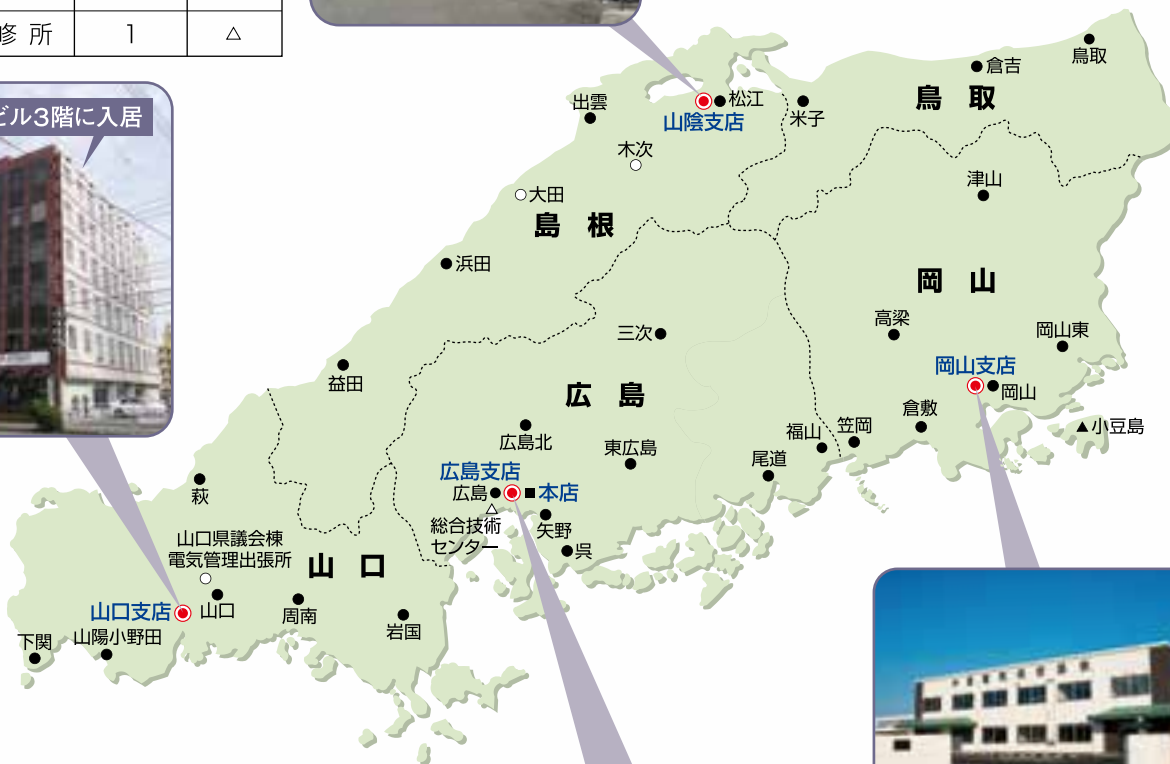 修 所 1 △
ビル3階に入居
鳥取
倉吉
鳥 取
松江
米子
山陰支店
出雲
木次
大田
島 根
津山
浜田
岡 山
高梁
岡山東
三次
岡山支店
岡山
益田
広 島
倉敷
小豆島
笠岡
福山
広島北
東広島
尾道
広島支店
広島
本店
萩
総合技術
センター
矢野
呉
山口県議会棟
電気管理出張所
山 口
山口支店
山口
周南
岩国
下関
山陽小野田